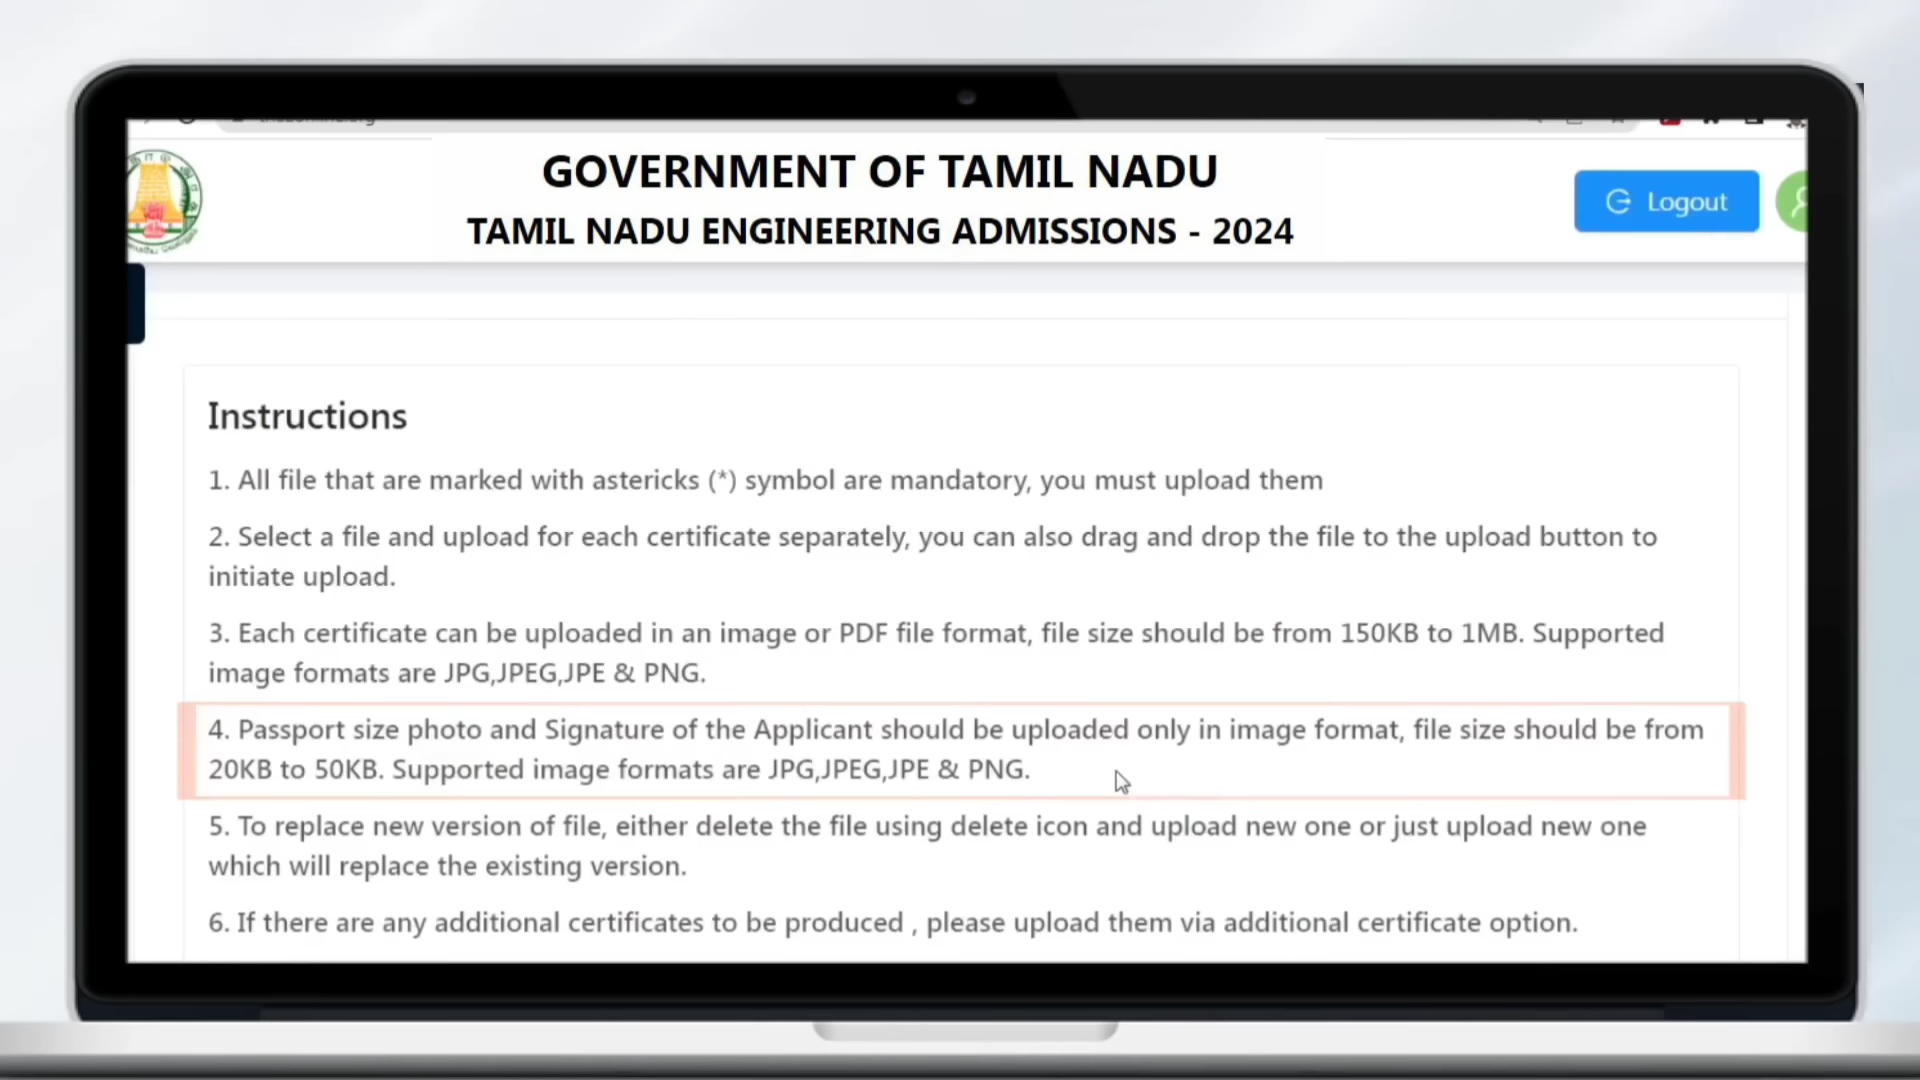 GOVERNMENT OF TAMIL NADU
TAMIL NADU ENGINEERING ADMISSIONS - 2024
Logout
Instructions
1. All file that are marked with astericks (*) symbol are mandatory, you must upload them
2. Select a file and upload for each certificate separately, you can also drag and drop the file to the upload button to
initiate upload.
3. Each certificate can be uploaded in an image or PDF file format, file size should be from 150KB to 1MB. Supported
image formats are JPG,JPEG,JPE & PNG.
4. Passport size photo and Signature of the Applicant should be uploaded only in image format, file size should be from
20KB to 50KB. Supported image formats are JPG,JPEG,JPE & PNG.
5. To replace new version of file, either delete the file using delete icon and upload new one or just upload new one
which will replace the existing version.
6. If there are any additional certificates to be produced , please upload them via additional certificate option.